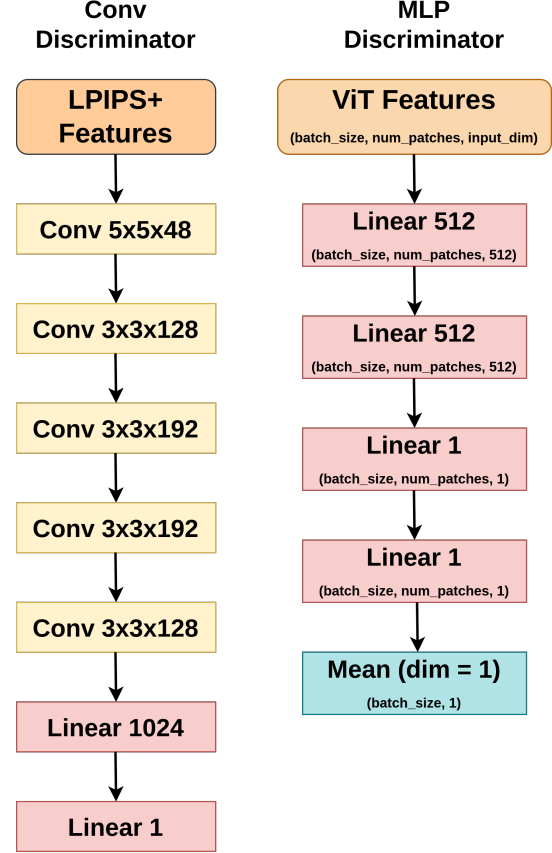 Conv
Discriminator
LPIPS+
Features
Conv 5x5x48
Conv 3x3x128
Conv 3x3x192
Conv 3x3x192
Conv 3x3x128
Linear 1024
Linear 1
MLP
Discriminator
ViT Features
(batch_size, num_patches, input_dim)
Linear 512
(batch_size, num_patches, 512)
Linear 512
(batch_size, num_patches, 512)
Linear 1
(batch_size, num_patches, 1)
Linear 1
(batch_size, num_patches, 1)
Mean (dim = 1)
(batch_size, 1)